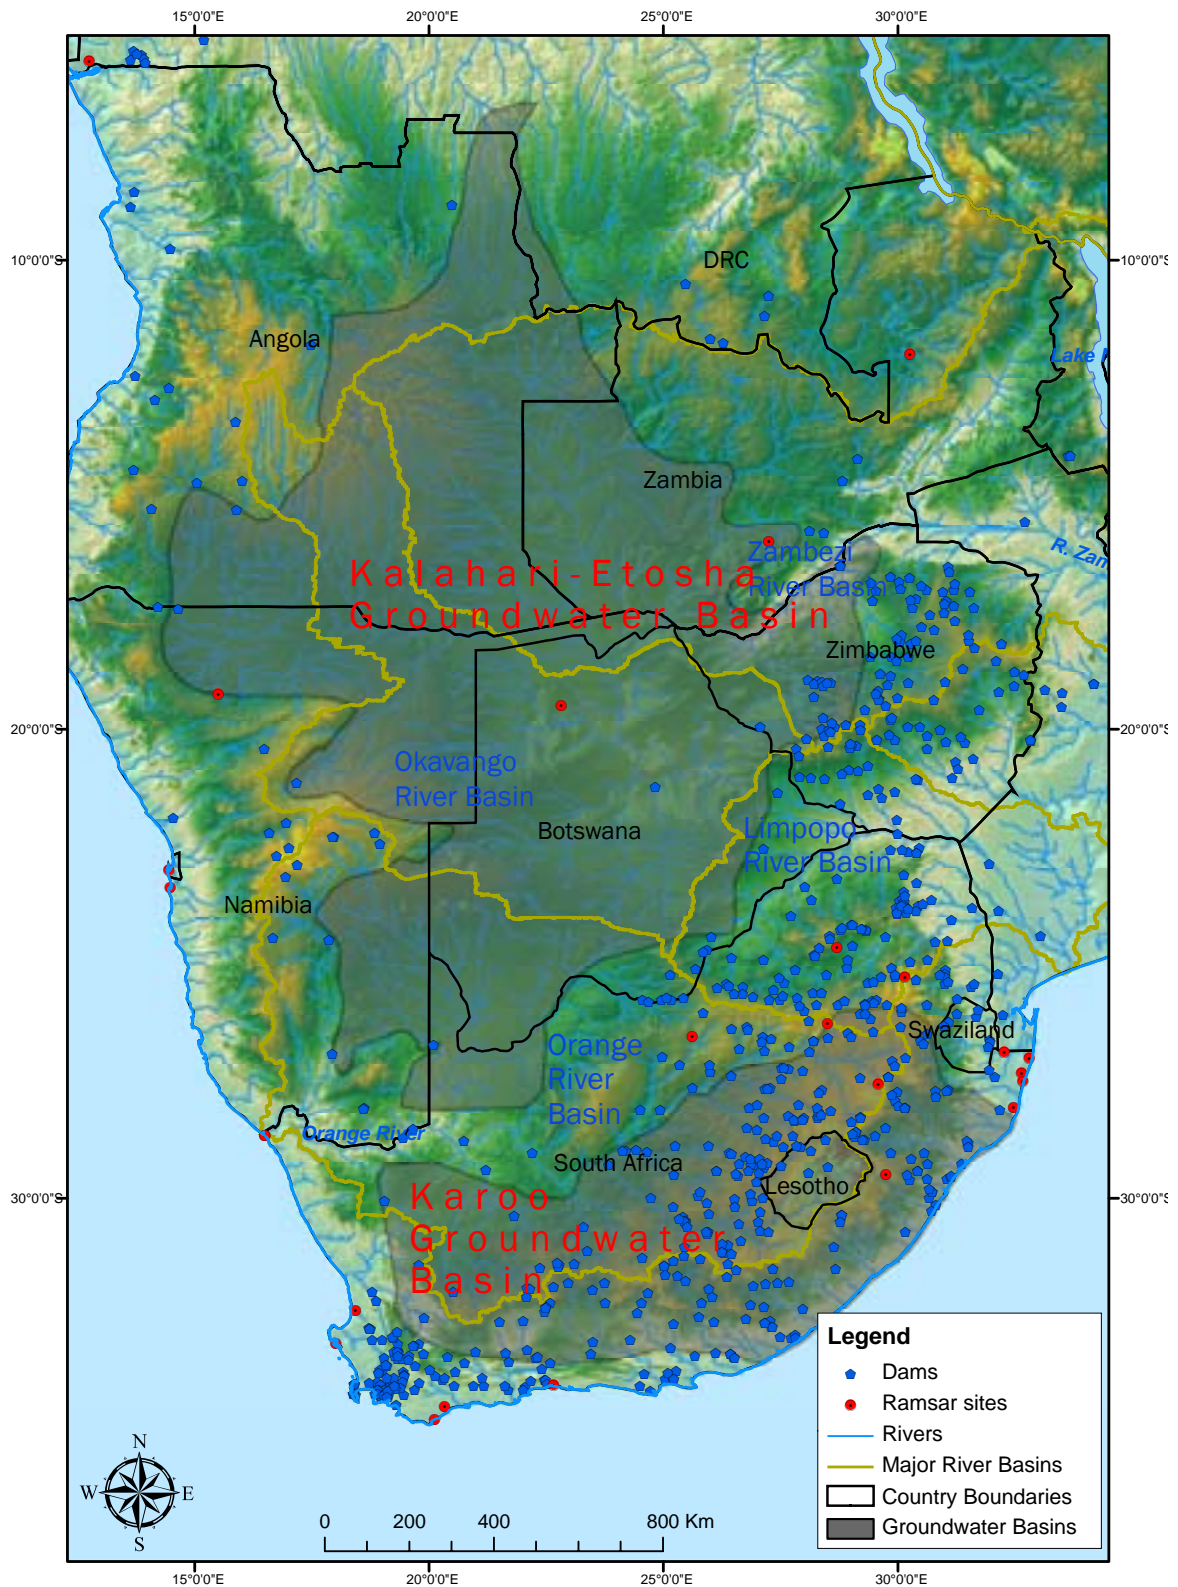 15°0'0"E
20°0'0"E
25°0'0"E
30°0'0"E
10°0'0"S
10°0'0"S
DRC
Angola
Lake
Zambia
R. Zam
Zambezi
River Basin
Kalahari-Etosha
Groundwater Basin
Zimbabwe
20°0'0"S
20°0'0"S
Okavango
River Basin
Botswana
Limpopo
River Basin
Namibia
Swaziland
Orange
River
Basin
Orange River
South Africa
Lesotho
30°0'0"S
30°0'0"S
Karoo
Groundwater
Basin
Legend
Dams
Ramsar sites
Rivers
Major River Basins
Country Boundaries
Groundwater Basins
N
W
E
S
0 200 400 800 Km
15°0'0"E
20°0'0"E
25°0'0"E
30°0'0"E